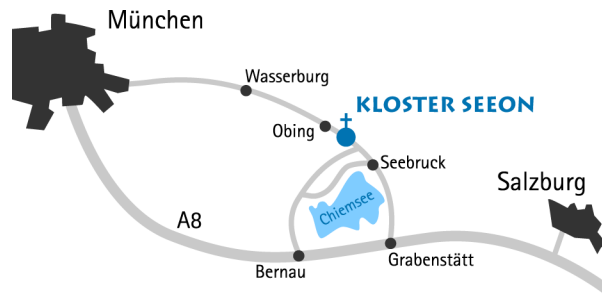 München
Wasserburg
KLOSTER SEEON
Obing
Seebruck
Salzburg
Chiemsee
A8
Grabenstätt
Bernau